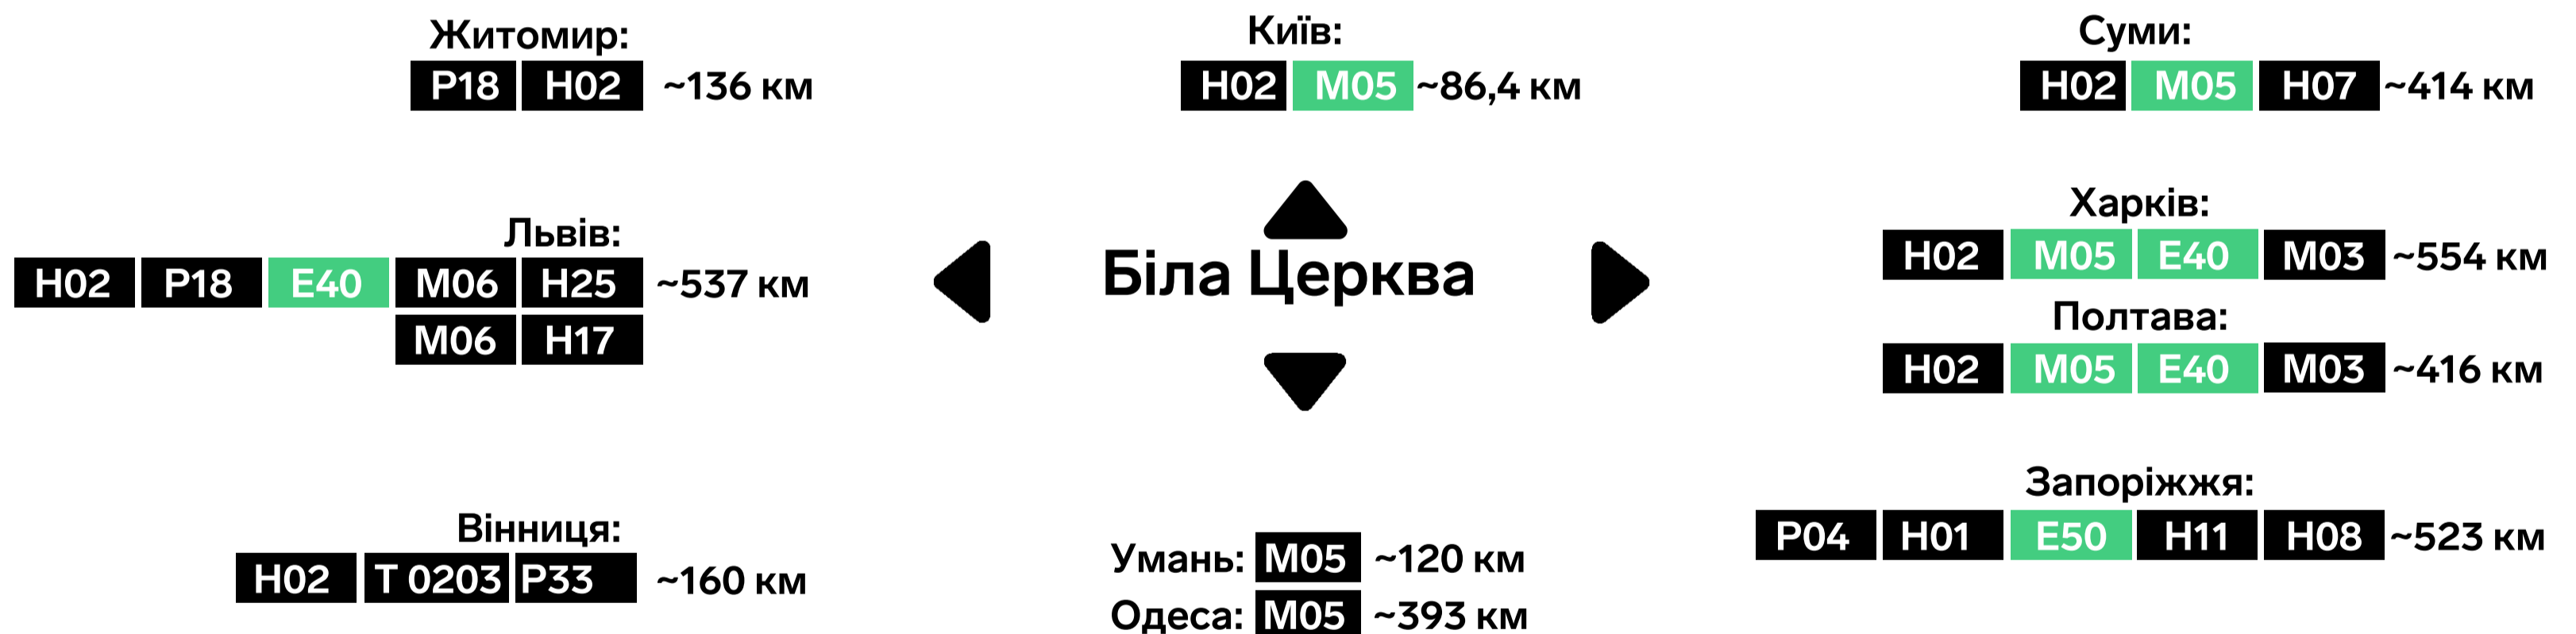 Житомир:
Р18 Н02 ~136 км
Київ:
Н02 М05 ~86,4 км
Суми:
Н02 М05 Н07 ~414 км
Львів:
Н02 Р18 Е40 М06 Н25 ~537 км
М06 Н17
Біла Церква
Харків:
Н02 М05 Е40 М03 ~554 км
Полтава:
Н02 М05 Е40 М03 ~416 км
Вінниця:
Н02 Т 0203 Р33 ~160 км
Умань: М05 ~120 км
Одеса: М05 ~393 км
Запоріжжя:
Р04 Н01 Е50 Н11 Н08 ~523 км